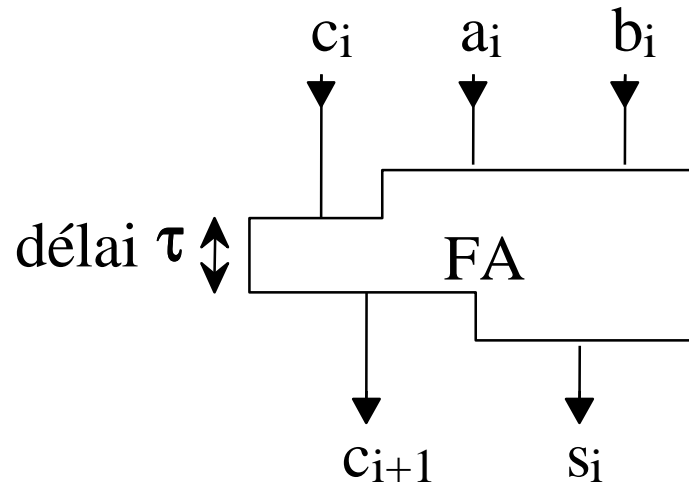 cᵢ aᵢ bᵢ
délai τ
FA
cᵢ₊₁ sᵢ